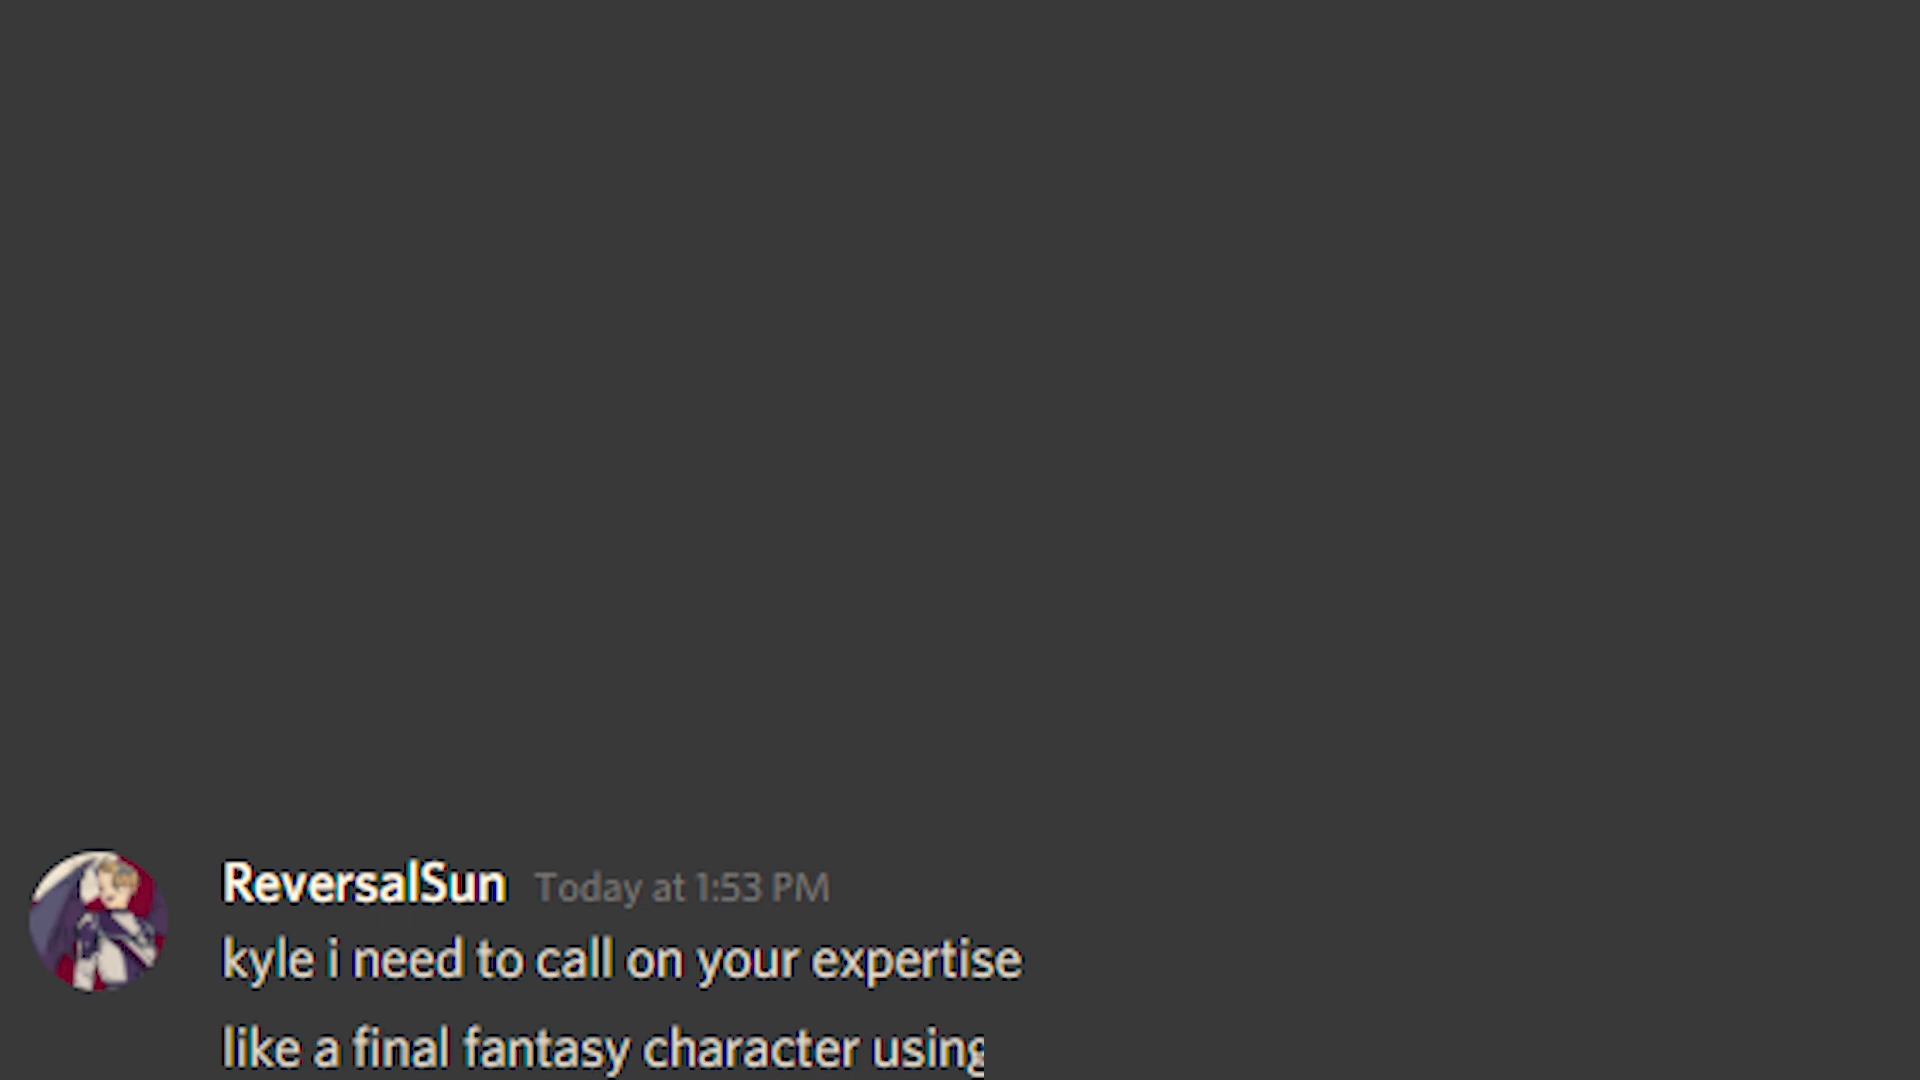 ReversalSun Today at 1:53 PM
kyle i need to call on your expertise
like a final fantasy character using